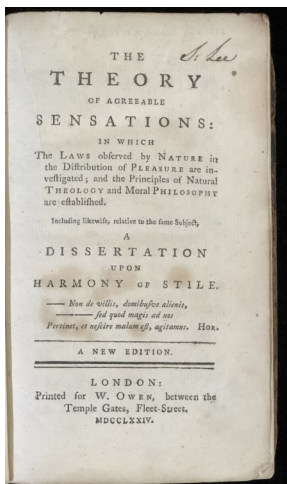 S: Lee
THE
THEORY
OF AGREEABLE
SENSATIONS:
IN WHICH
The LAWS obſerved by NATURE in
the Diſtribution of PLEASURE are in-
veſtigated; and the Principles of Natural
THEOLOGY and Moral PHILOSOPHY
are eſtabliſhed.
Including likewiſe, relative to the ſame Subject,
A
DISSERTATION
UPON
HARMONY OF STILE.
—— Non de villis, domibuſve alienis,
——— ſed quod magis ad nos
Pertinet, et neſcire malum eſt, agitamus. HOR.
A NEW EDITION.
LONDON:
Printed for W. OWEN, between the
Temple Gates, Fleet-Street.
MDCCLXXIV.